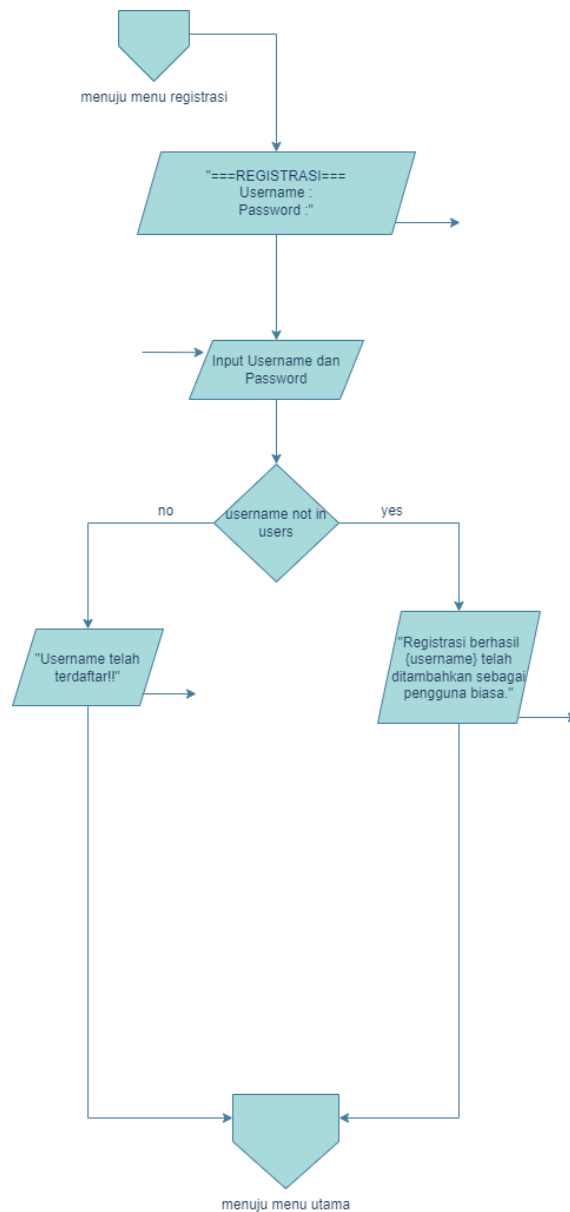 menuju menu registrasi
"===REGISTRASI===
Username :
Password :"
Input Username dan
Password
username not in
users
no
yes
"Username telah
terdaftar!!"
"Registrasi berhasil
{username} telah
ditambahkan sebagai
pengguna biasa."
menuju menu utama